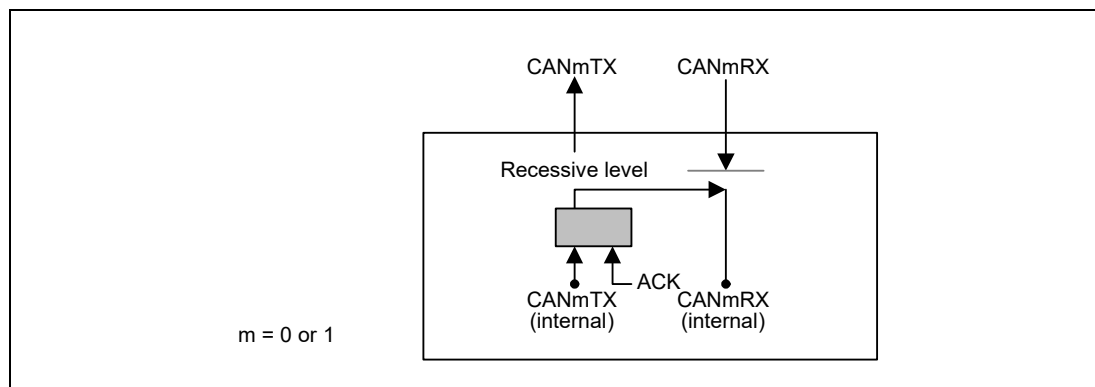 CANmTX
CANmRX
Recessive level
ACK
CANmTX
(internal)
CANmRX
(internal)
m = 0 or 1